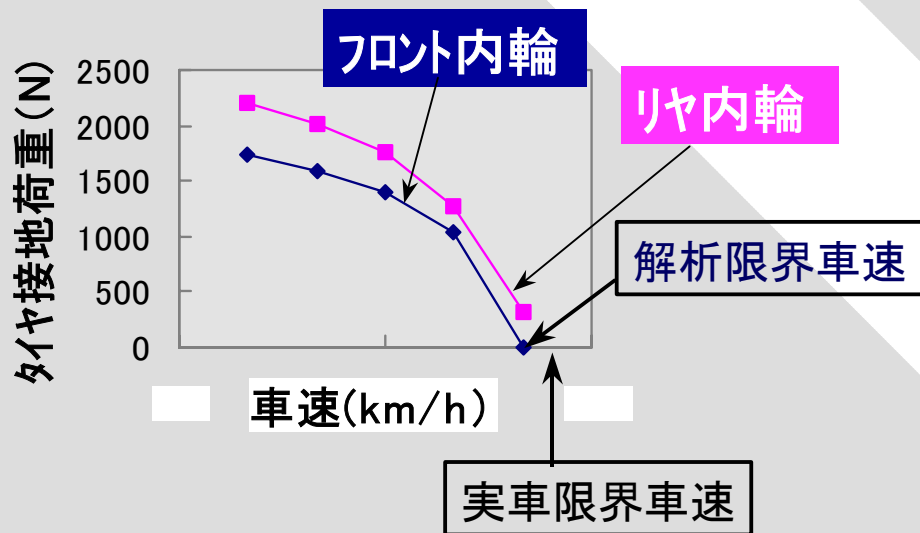 フロント内輪
リヤ内輪
タイヤ接地荷重(N)
2500
2000
1500
1000
500
0
解析限界車速
車速(km/h)
実車限界車速